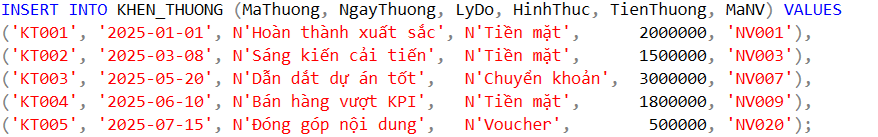 INSERT INTO KHEN_THUONG (MaThuong, NgayThuong, LyDo, HinhThuc, TienThuong, MaNV) VALUES
('KT001', '2025-01-01', N'Hoàn thành xuất sắc', N'Tiền mặt', 2000000, 'NV001'),
('KT002', '2025-03-08', N'Sáng kiến cải tiến', N'Tiền mặt', 1500000, 'NV003'),
('KT003', '2025-05-20', N'Dẫn dắt dự án tốt', N'Chuyển khoản', 3000000, 'NV007'),
('KT004', '2025-06-10', N'Bán hàng vượt KPI', N'Tiền mặt', 1800000, 'NV009'),
('KT005', '2025-07-15', N'Đóng góp nội dung', N'Voucher', 500000, 'NV020');